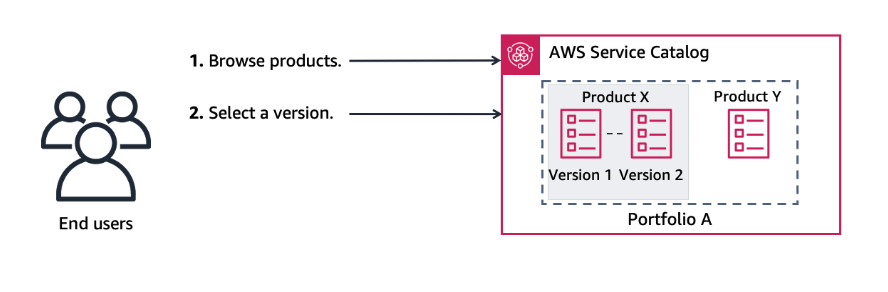 1. Browse products.
2. Select a version.
End users
AWS Service Catalog
Product X
Product Y
Version 1
Version 2
Portfolio A